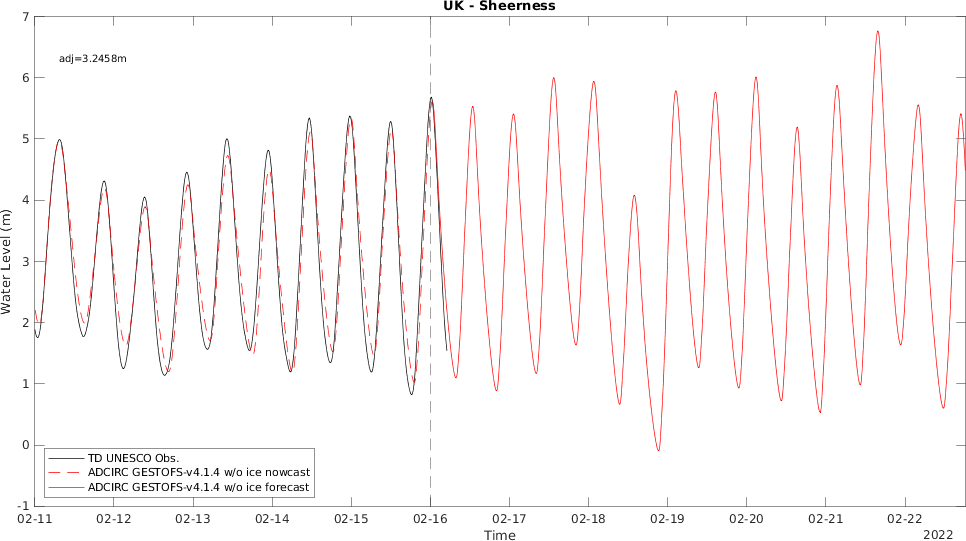 UK - Sheerness
adj=3.2458m
Water Level (m)
7
6
5
4
3
2
1
0
-1
TD UNESCO Obs.
ADCIRC GESTOFS-v4.1.4 w/o ice nowcast
ADCIRC GESTOFS-v4.1.4 w/o ice forecast
02-11 02-12 02-13 02-14 02-15 02-16 02-17 02-18 02-19 02-20 02-21 02-22
Time
2022